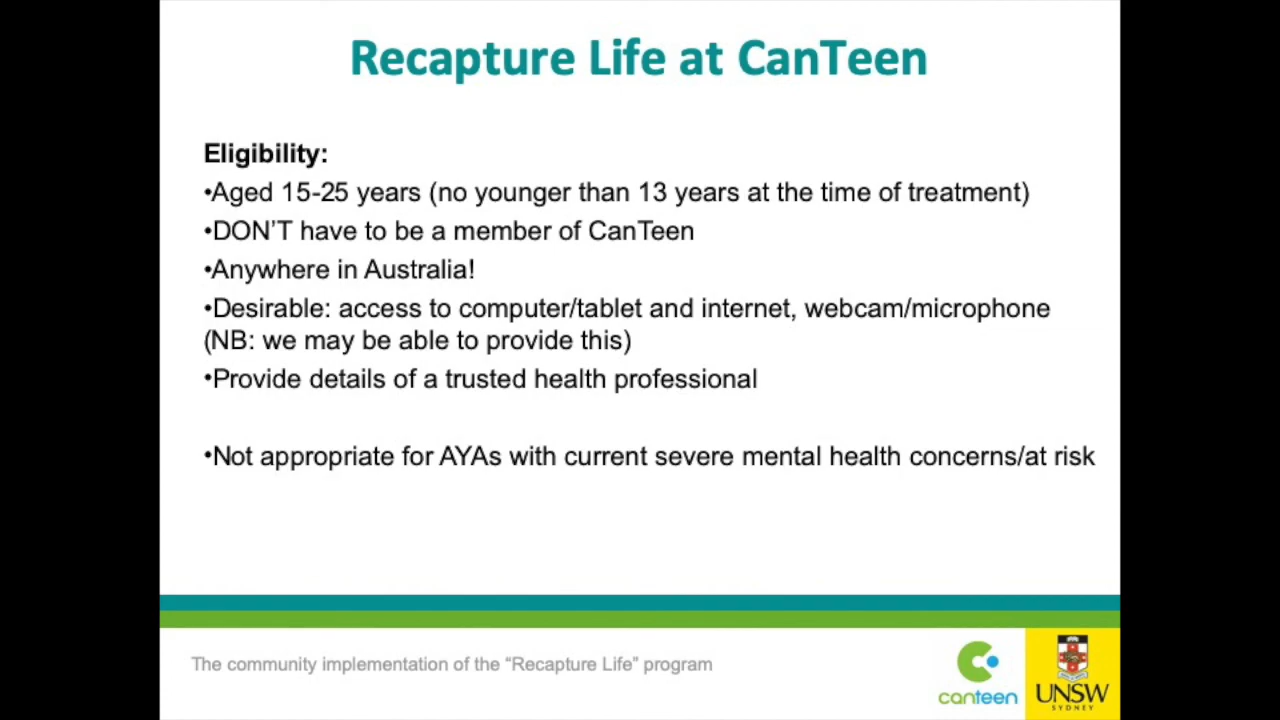 Recapture Life at CanTeen
Eligibility:
•Aged 15-25 years (no younger than 13 years at the time of treatment)
•DON'T have to be a member of CanTeen
•Anywhere in Australia!
•Desirable: access to computer/tablet and internet, webcam/microphone
(NB: we may be able to provide this)
•Provide details of a trusted health professional
•Not appropriate for AYAs with current severe mental health concerns/at risk
The community implementation of the “Recapture Life” program
canteen
UNSW
SYDNEY